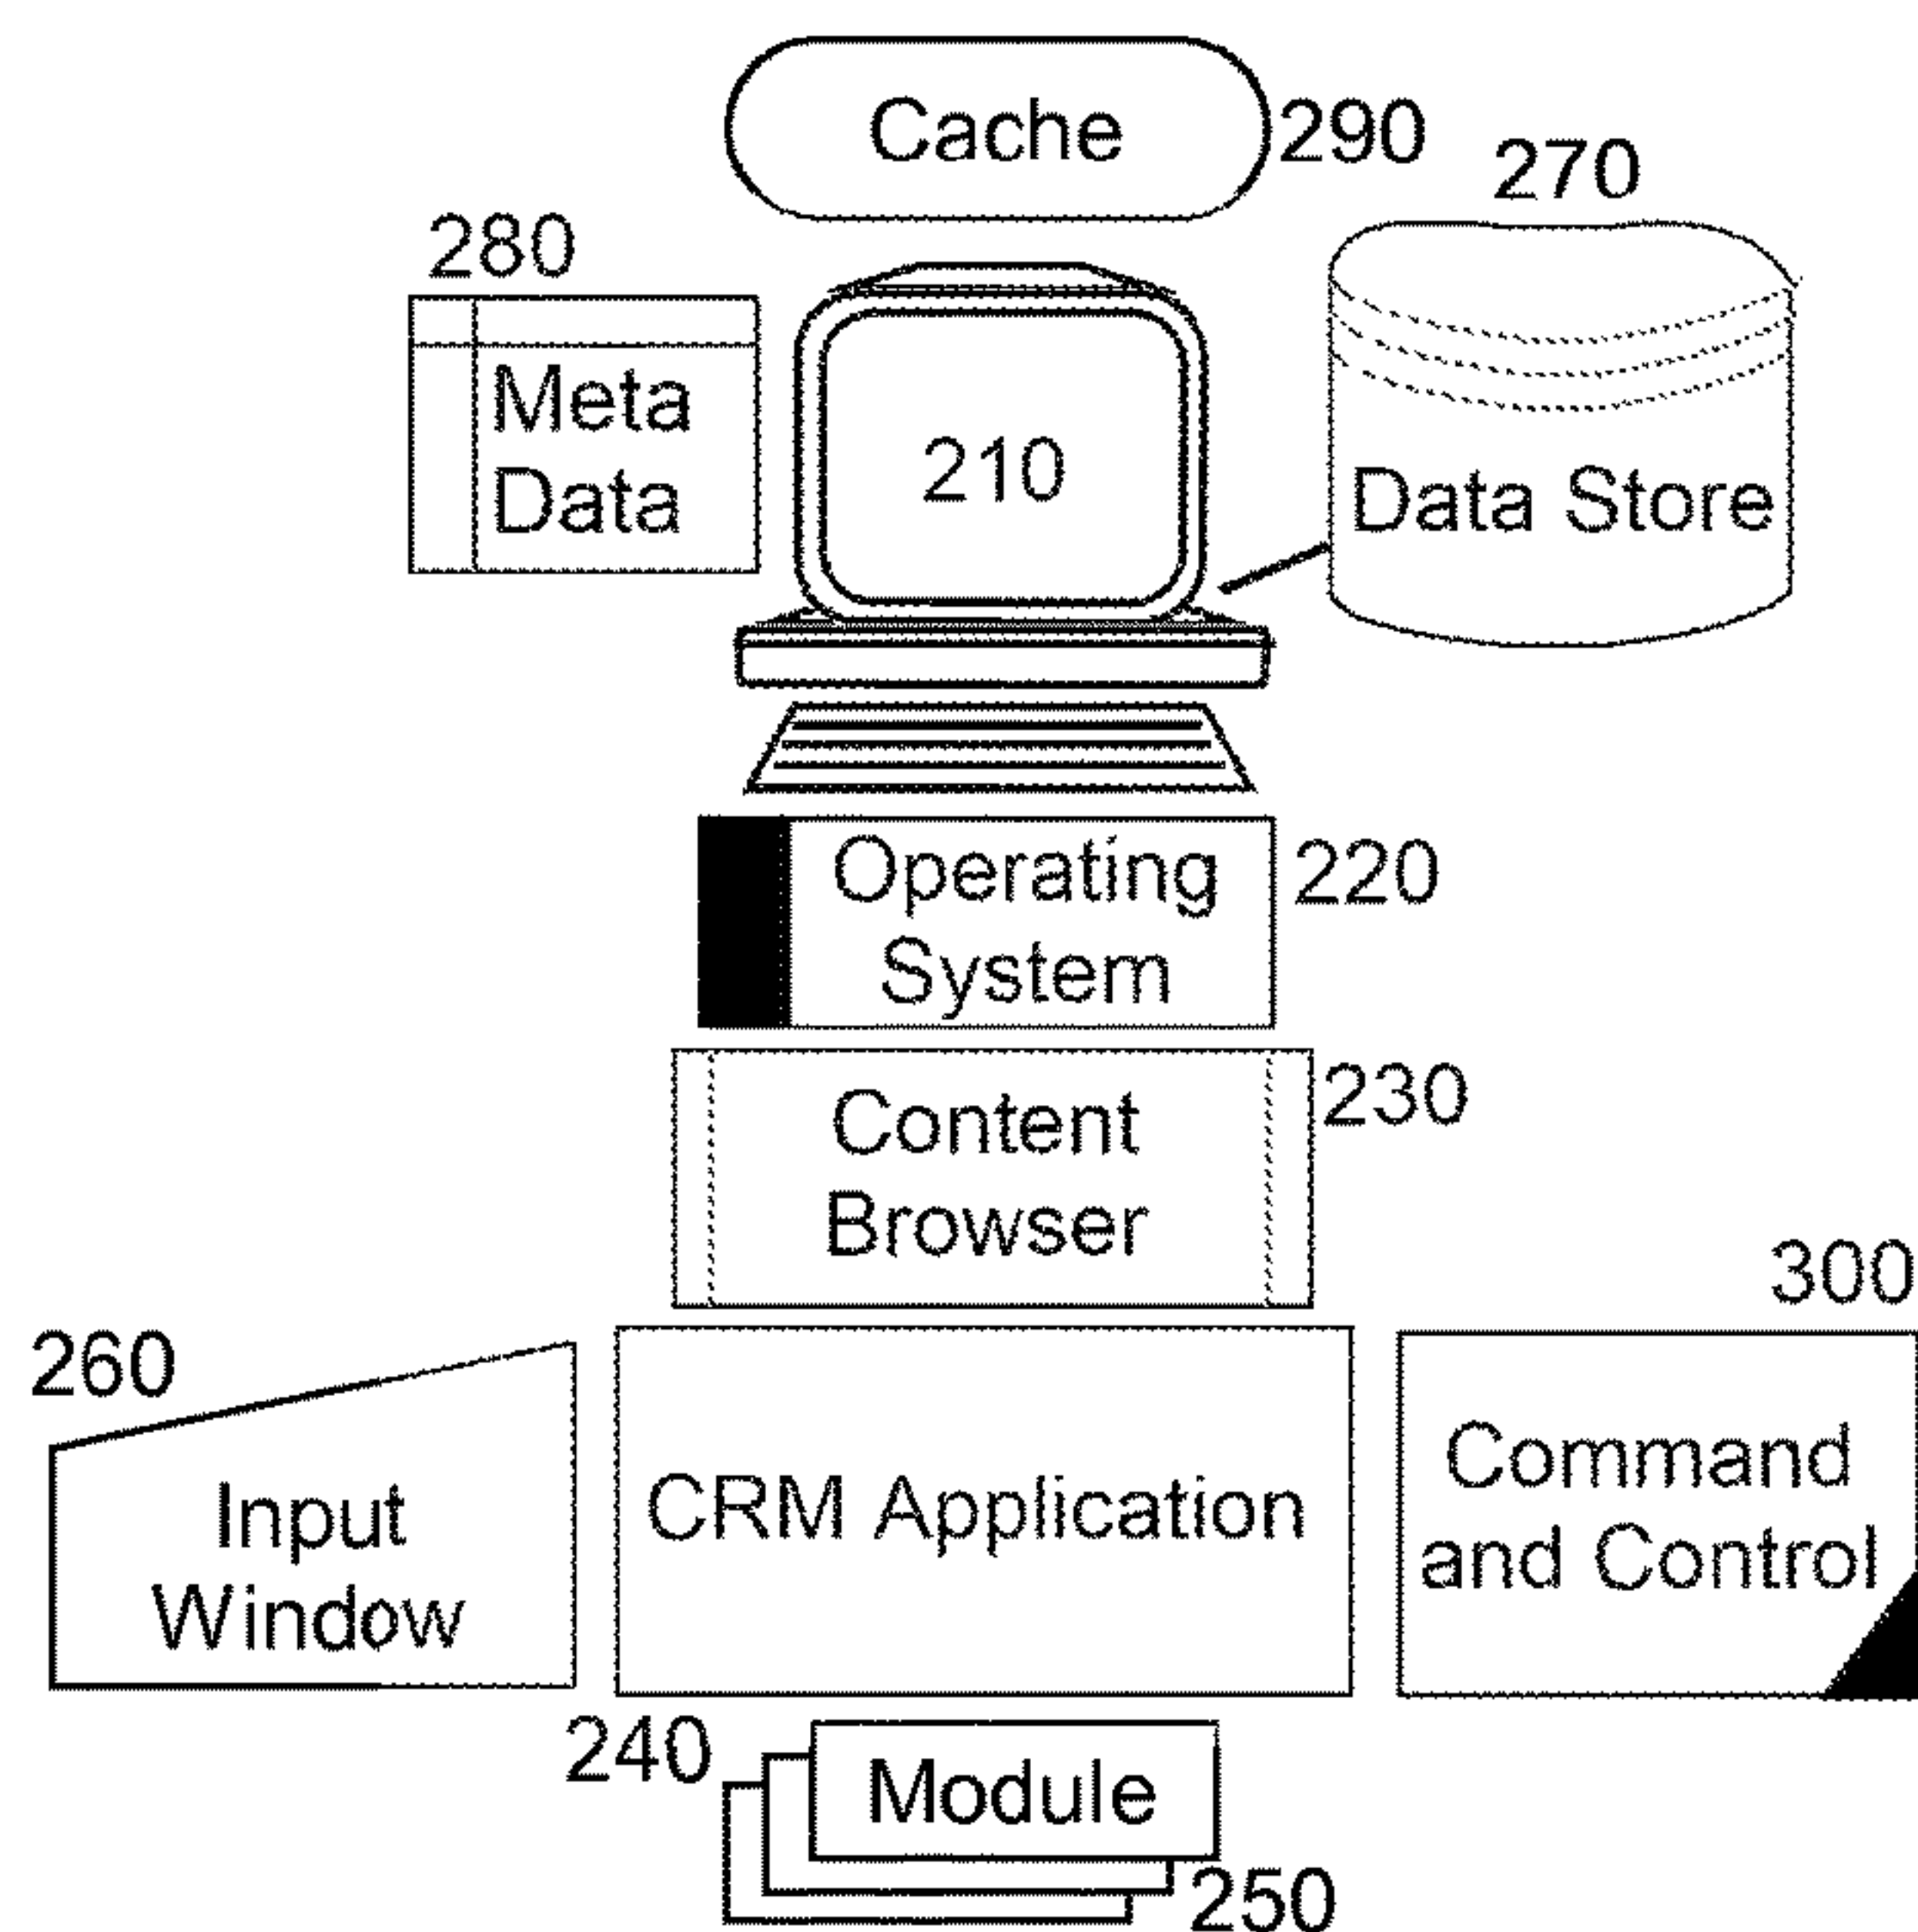 Cache
290
270
280
Meta
Data
210
Data Store
Operating
System
220
Content
Browser
230
300
260
Input
Window
CRM Application
Command
and Control
240
Module
250